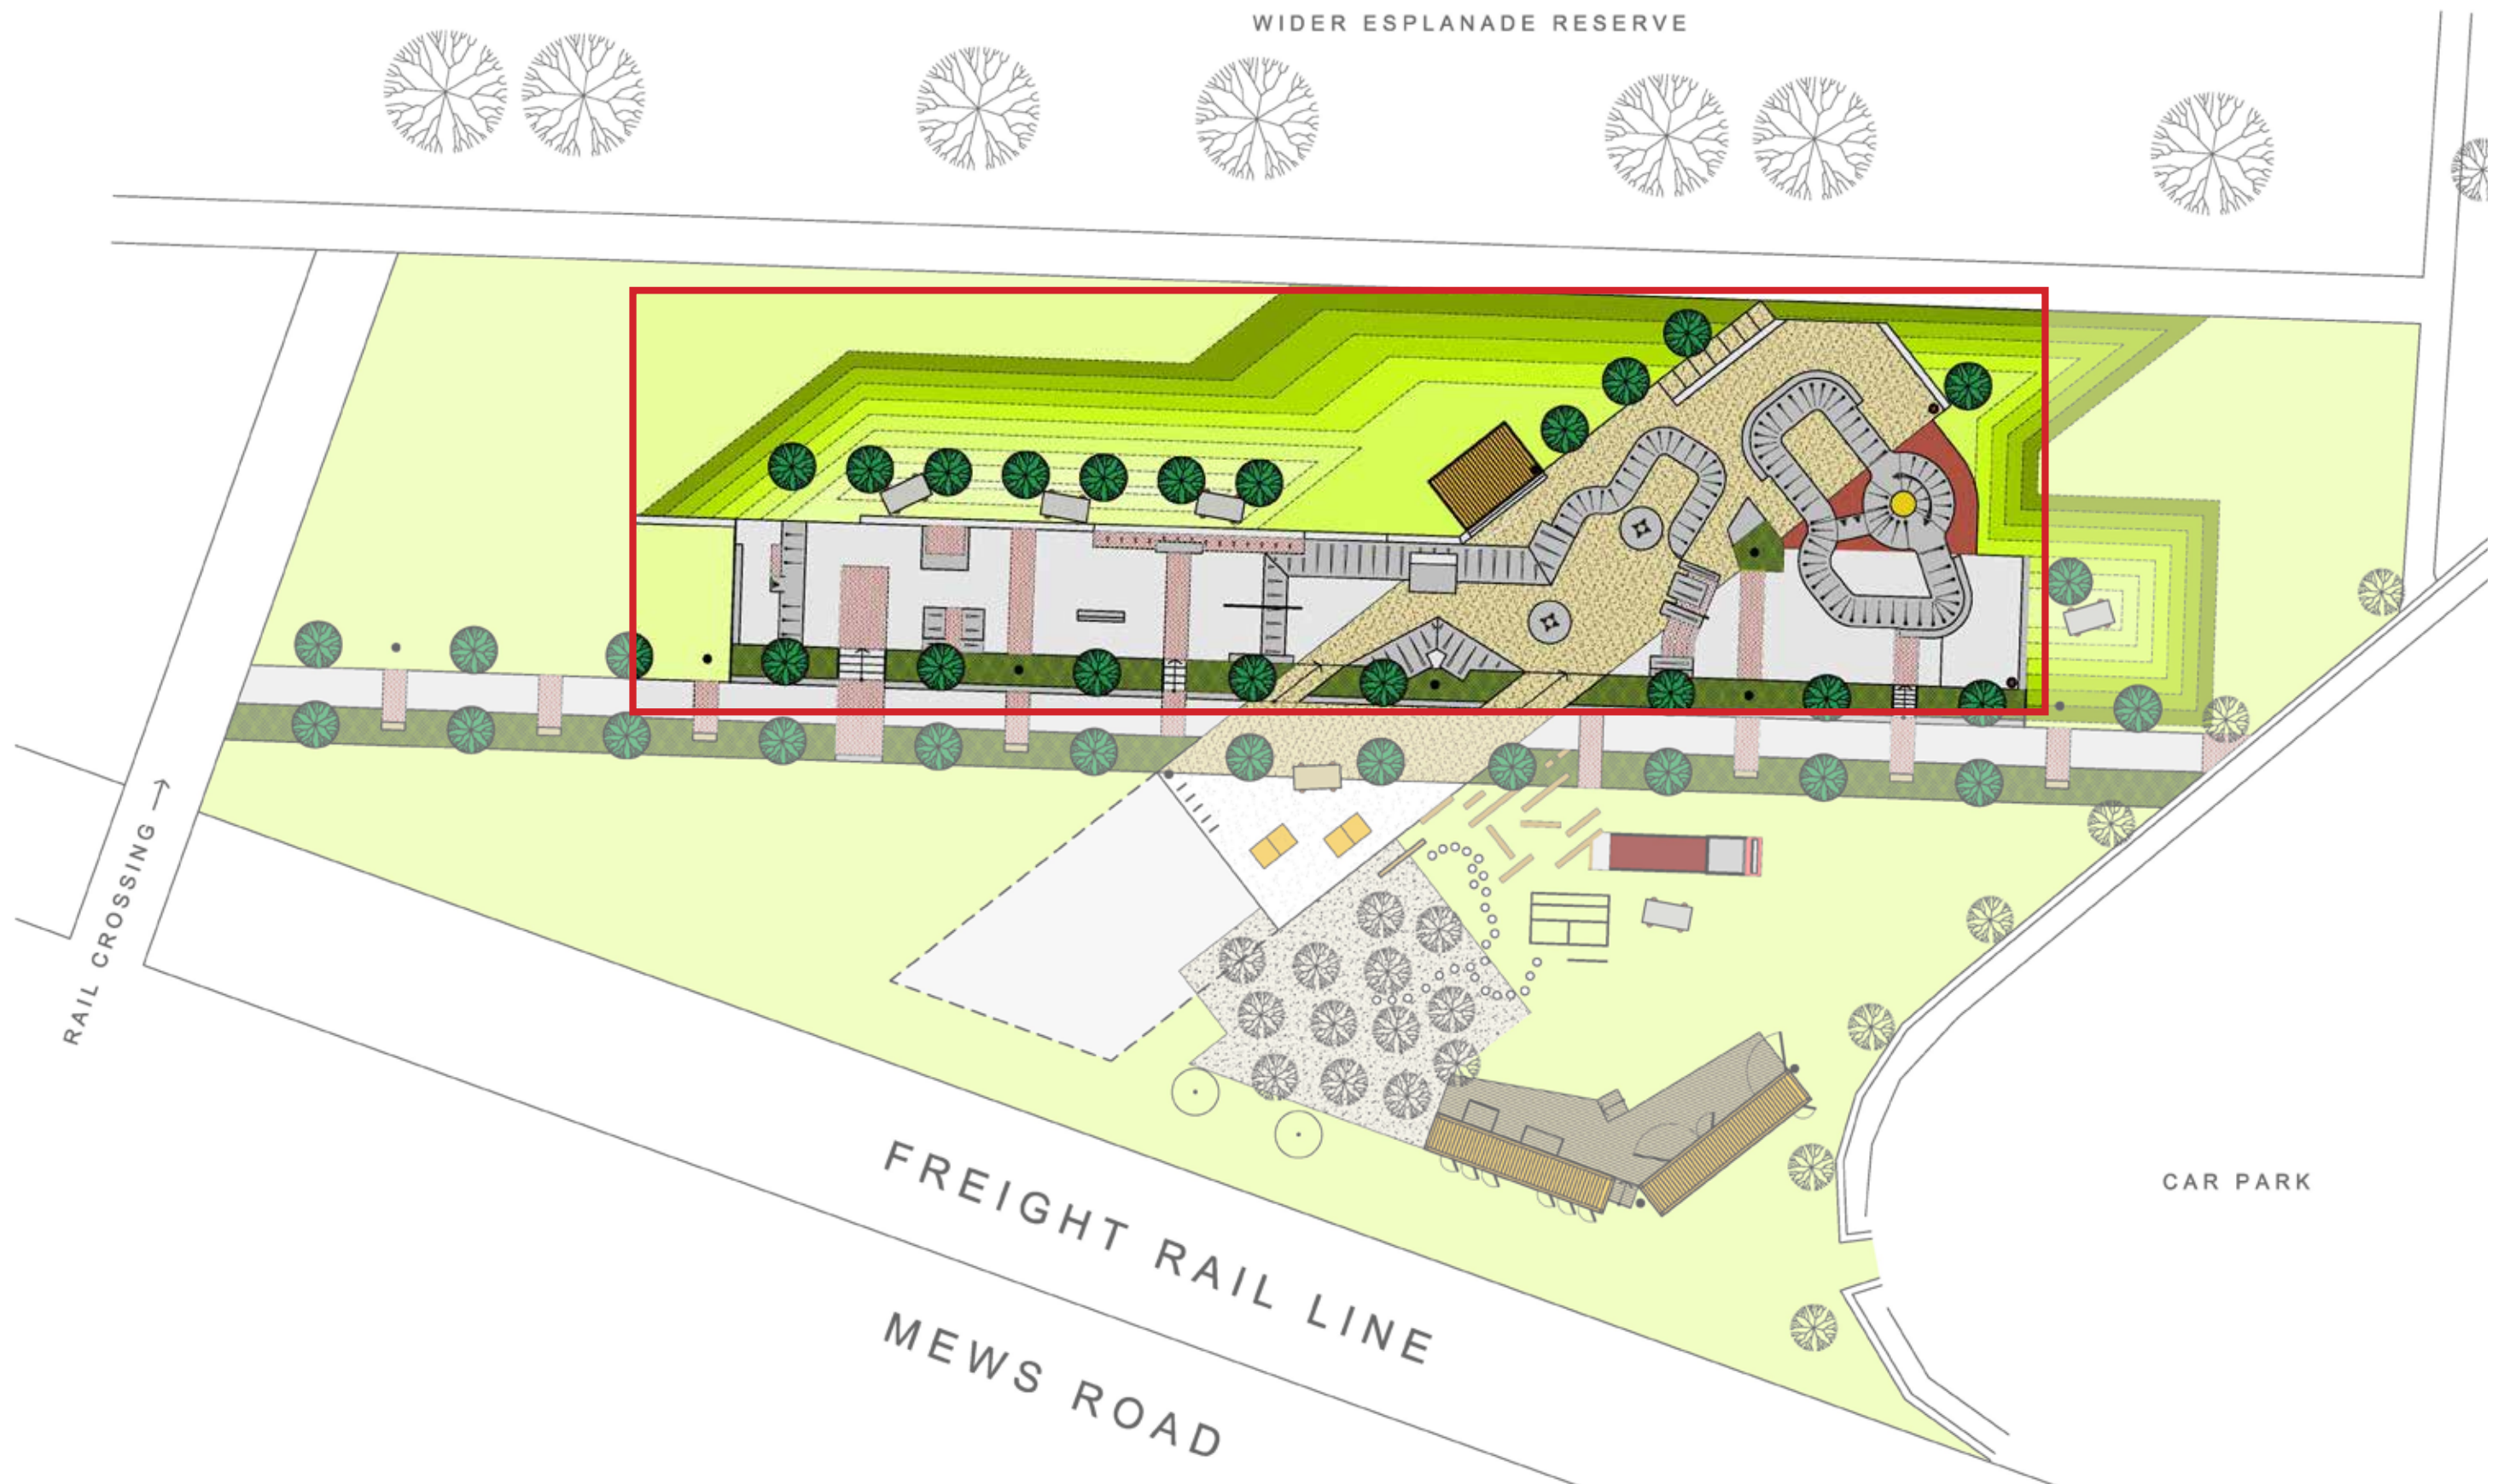 WIDER ESPLANADE RESERVE
RAIL CROSSING →
FREIGHT RAIL LINE
MEWS ROAD
CAR PARK